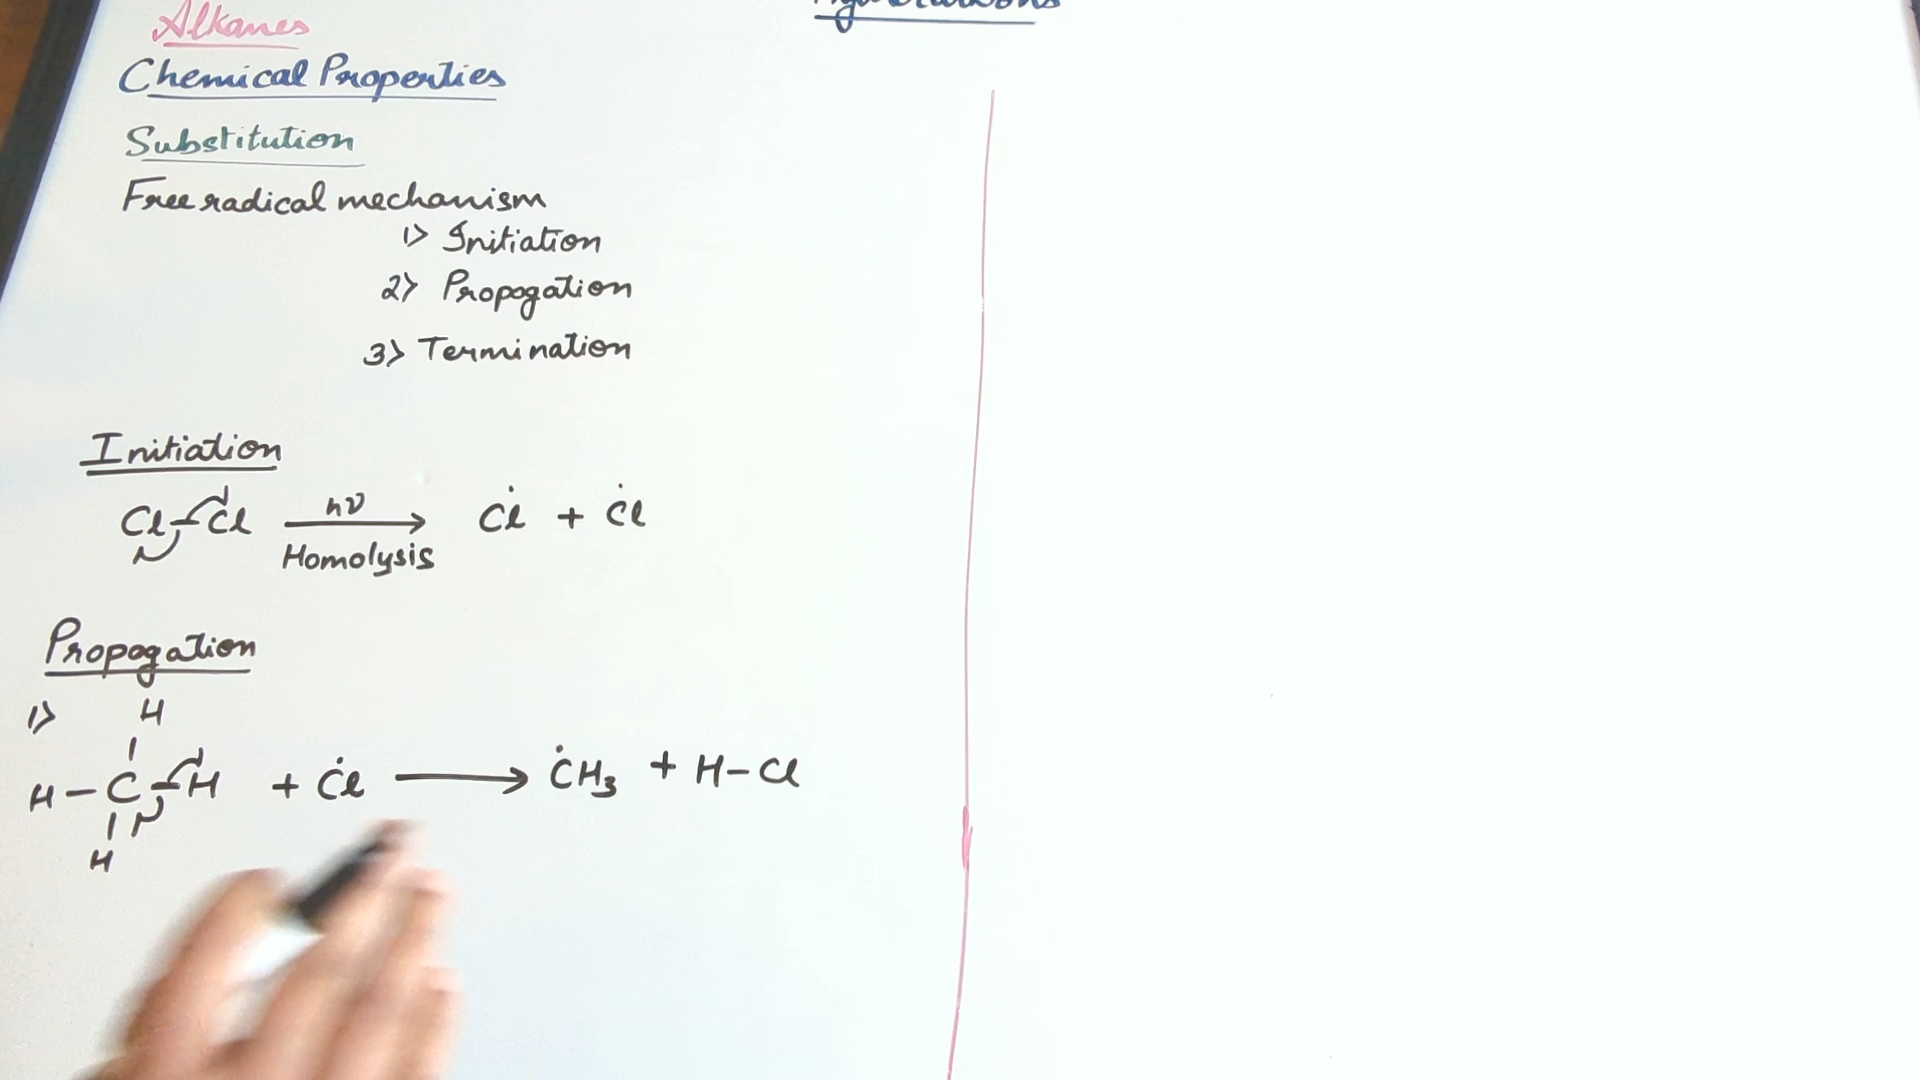 Alkanes
Chemical Properties
Substitution
Free radical mechanism
1> Initiation
2> Propogation
3> Termination
Initiation
Cl–Cl hν Homolysis → Ċl + Ċl
Propogation
1> H
H–C–H + Ċl → ĊH₃ + H–Cl
H